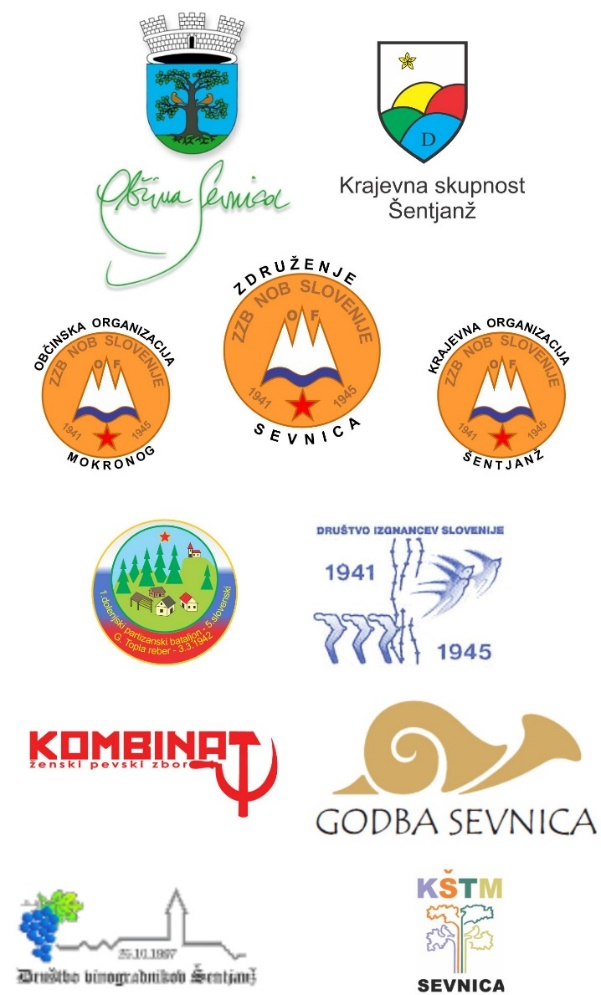 Občina Sevnica
D
Krajevna skupnost
Šentjanž
ZDRUŽENJE
ZZB NOB SLOVENIJE
O F
1941 1945
SEVNICA
OBČINSKA ORGANIZACIJA
ZZB NOB SLOVENIJE
O F
1941 1945
MOKRONOG
KRAJEVNA ORGANIZACIJA
ZZB NOB SLOVENIJE
O F
1941 1945
ŠENTJANŽ
1.dolenjski partizanski bataljon - 5.slovenski
G. Topla reber - 3.3.1942
DRUŠTVO IZGNANCEV SLOVENIJE
1941
1945
KOMBINAT
ženski pevski zbor
GODBA SEVNICA
25.10.1997
Društvo vinogradnikov Šentjanž
KŠTM
SEVNICA